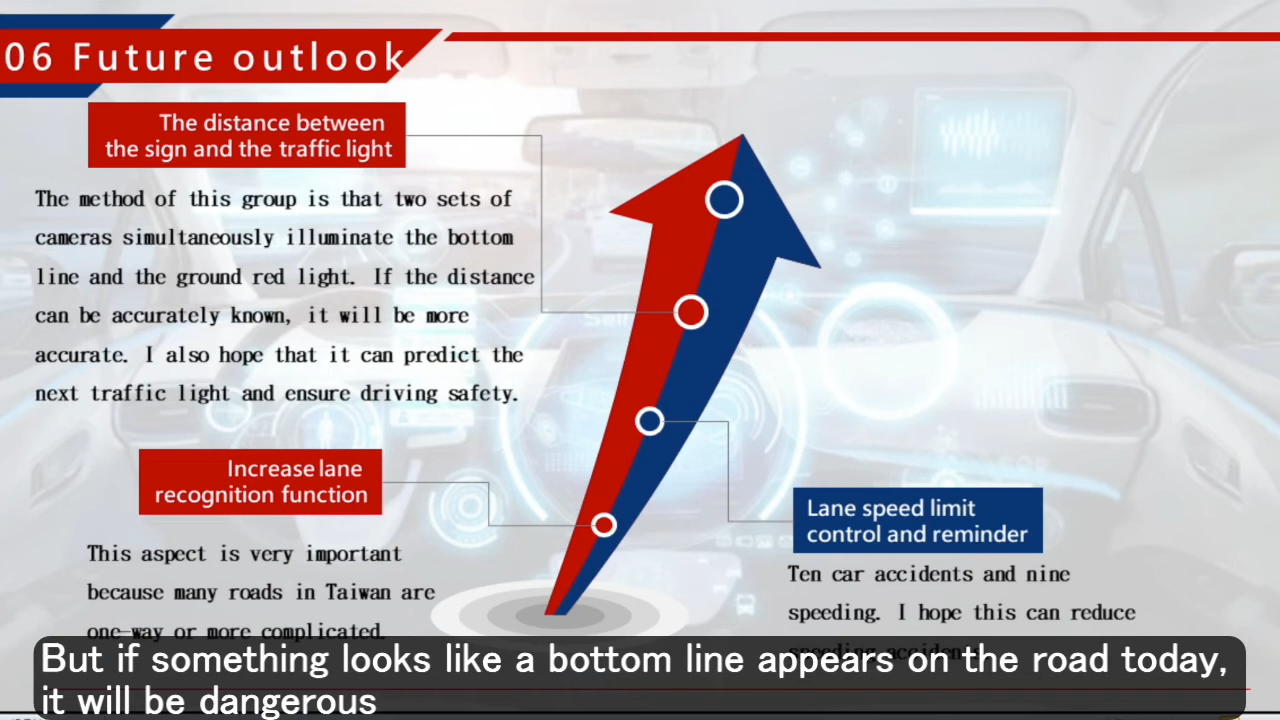 06 Future outlook
The distance between
the sign and the traffic light
The method of this group is that two sets of
cameras simultaneously illuminate the bottom
line and the ground red light. If the distance
can be accurately known, it will be more
accurate. I also hope that it can predict the
next traffic light and ensure driving safety.
Increase lane
recognition function
This aspect is very important
because many roads in Taiwan are
one-way or more complicated.
Lane speed limit
control and reminder
Ten car accidents and nine
speeding. I hope this can reduce
speeding accidents
But if something looks like a bottom line appears on the road today,
it will be dangerous